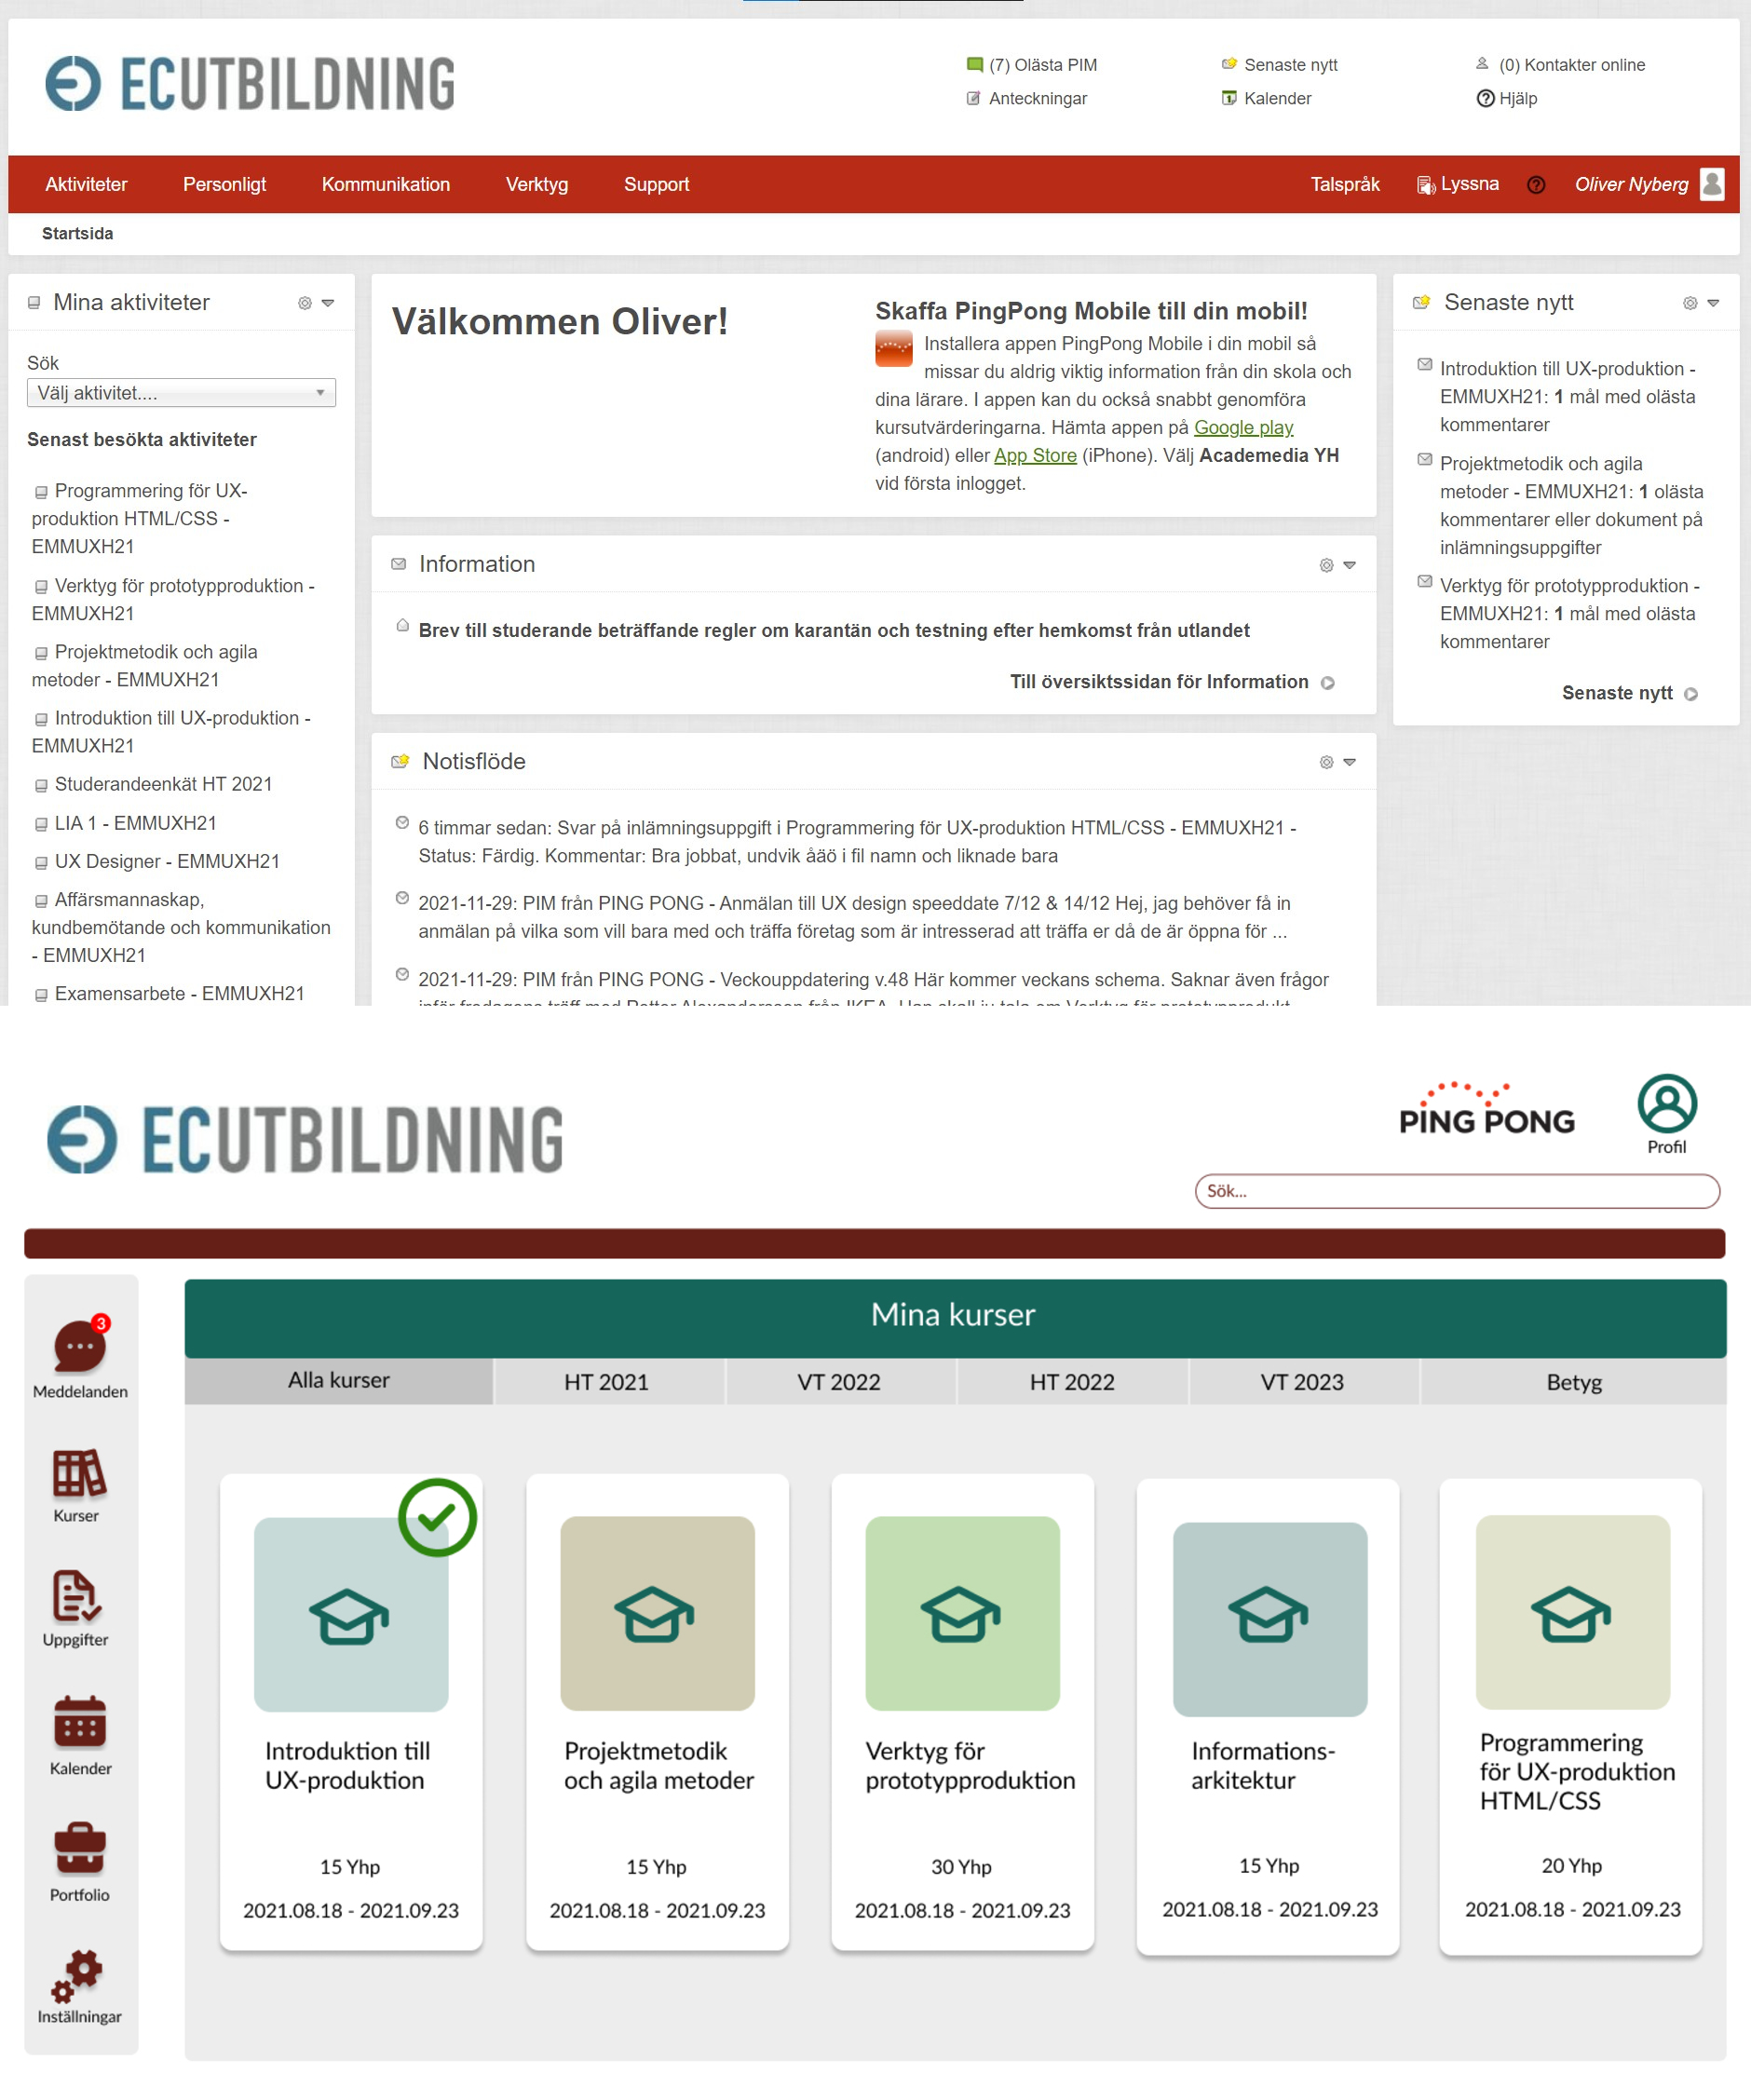 ECUTBILDNING
(7) Olästa PIM
Senaste nytt
(0) Kontakter online
Anteckningar
Kalender
Hjälp
Aktiviteter
Personligt
Kommunikation
Verktyg
Support
Talspråk
Lyssna
Oliver Nyberg
Startsida
Mina aktiviteter
Sök
Välj aktivitet....
Senast besökta aktiviteter
Programmering för UX-
produktion HTML/CSS -
EMMUXH21
Verktyg för prototypproduktion -
EMMUXH21
Projektmetodik och agila
metoder - EMMUXH21
Introduktion till UX-produktion -
EMMUXH21
Studerandeenkät HT 2021
LIA 1 - EMMUXH21
UX Designer - EMMUXH21
Affärsmannaskap,
kundbemötande och kommunikation
- EMMUXH21
Examensarbete - EMMUXH21
Välkommen Oliver!
Skaffa PingPong Mobile till din mobil!
Installera appen PingPong Mobile i din mobil så
missar du aldrig viktig information från din skola och
dina lärare. I appen kan du också snabbt genomföra
kursutvärderingarna. Hämta appen på Google play
(android) eller App Store (iPhone). Välj Academedia YH
vid första inlogget.
Information
Brev till studerande beträffande regler om karantän och testning efter hemkomst från utlandet
Till översiktssidan för Information
Notisflöde
6 timmar sedan: Svar på inlämningsuppgift i Programmering för UX-produktion HTML/CSS - EMMUXH21 -
Status: Färdig. Kommentar: Bra jobbat, undvik åäö i fil namn och liknade bara
2021-11-29: PIM från PING PONG - Anmälan till UX design speeddate 7/12 & 14/12 Hej, jag behöver få in
anmälan på vilka som vill bara med och träffa företag som är intresserad att träffa er då de är öppna för ...
2021-11-29: PIM från PING PONG - Veckouppdatering v.48 Här kommer veckans schema. Saknar även frågor
Senaste nytt
Introduktion till UX-produktion -
EMMUXH21: 1 mål med olästa
kommentarer
Projektmetodik och agila
metoder - EMMUXH21: 1 olästa
kommentarer eller dokument på
inlämningsuppgifter
Verktyg för prototypproduktion -
EMMUXH21: 1 mål med olästa
kommentarer
Senaste nytt
ECUTBILDNING
PING PONG
Profil
Sök...
3
Meddelanden
Kurser
Uppgifter
Kalender
Portfolio
Inställningar
Mina kurser
Alla kurser
HT 2021
VT 2022
HT 2022
VT 2023
Betyg
Introduktion till
UX-produktion
15 Yhp
2021.08.18 - 2021.09.23
Projektmetodik
och agila metoder
15 Yhp
2021.08.18 - 2021.09.23
Verktyg för
prototypproduktion
30 Yhp
2021.08.18 - 2021.09.23
Informations-
arkitektur
15 Yhp
2021.08.18 - 2021.09.23
Programmering
för UX-produktion
HTML/CSS
20 Yhp
2021.08.18 - 2021.09.23